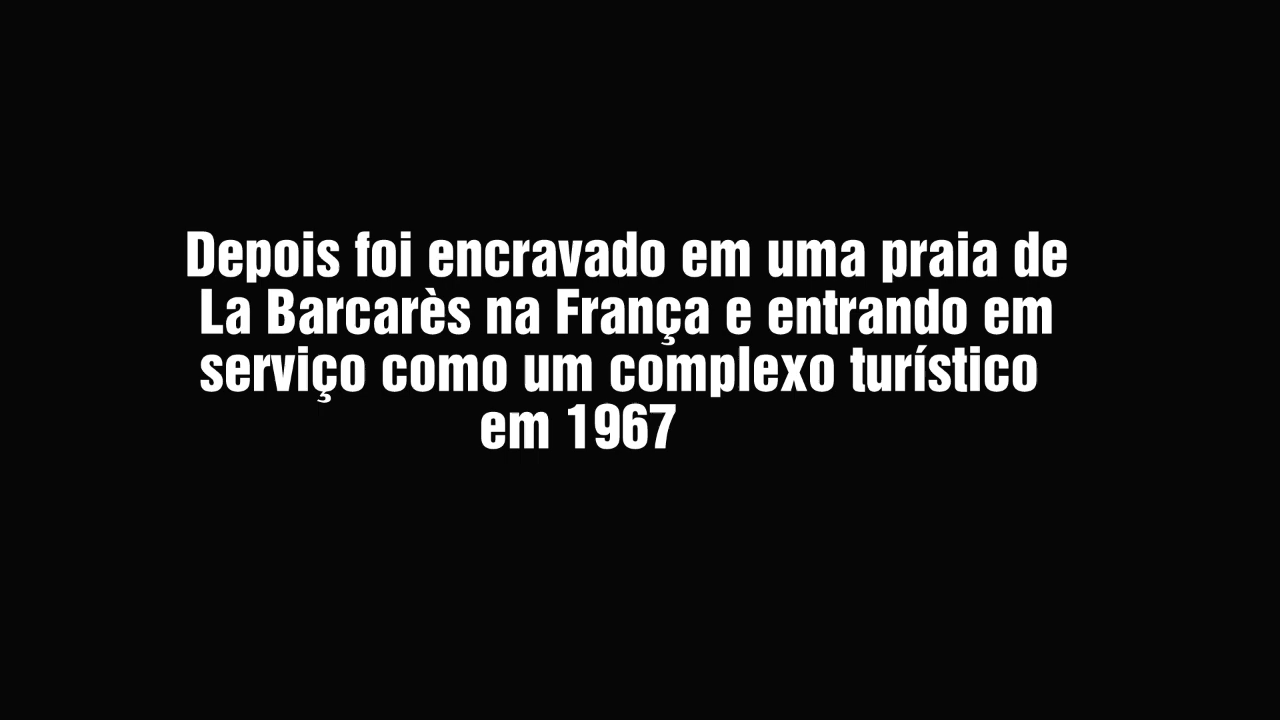 Depois foi encravado em uma praia de
La Barcarès na França e entrando em
serviço como um complexo turístico
em 1967